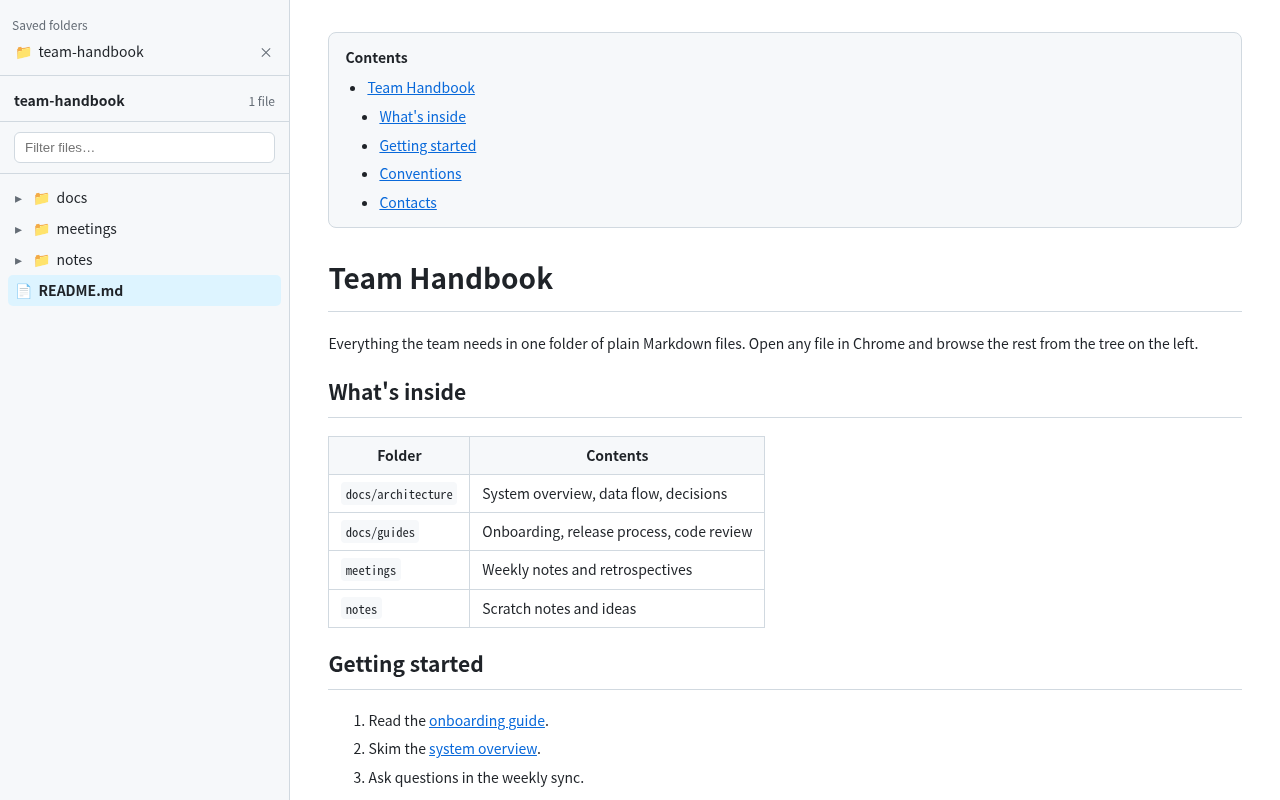 Saved folders
team-handbook
team-handbook 1 file
Filter files…
docs
meetings
notes
README.md
Contents
Team Handbook
What's inside
Getting started
Conventions
Contacts
Team Handbook
Everything the team needs in one folder of plain Markdown files. Open any file in Chrome and browse the rest from the tree on the left.
What's inside
Folder Contents
docs/architecture System overview, data flow, decisions
docs/guides Onboarding, release process, code review
meetings Weekly notes and retrospectives
notes Scratch notes and ideas
Getting started
1. Read the onboarding guide.
2. Skim the system overview.
3. Ask questions in the weekly sync.